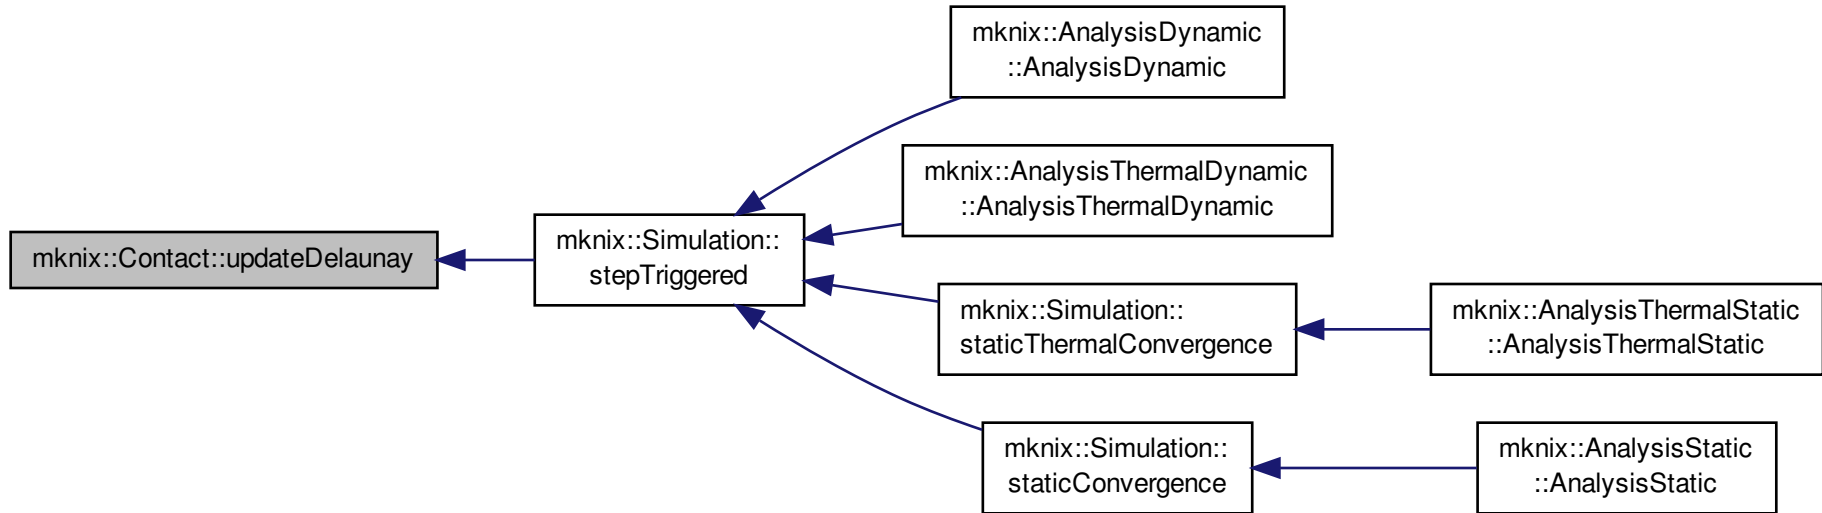 mknix::AnalysisDynamic
::AnalysisDynamic
mknix::AnalysisThermalDynamic
::AnalysisThermalDynamic
mknix::Contact::updateDelaunay
mknix::Simulation::
stepTriggered
mknix::Simulation::
staticThermalConvergence
mknix::AnalysisThermalStatic
::AnalysisThermalStatic
mknix::Simulation::
staticConvergence
mknix::AnalysisStatic
::AnalysisStatic